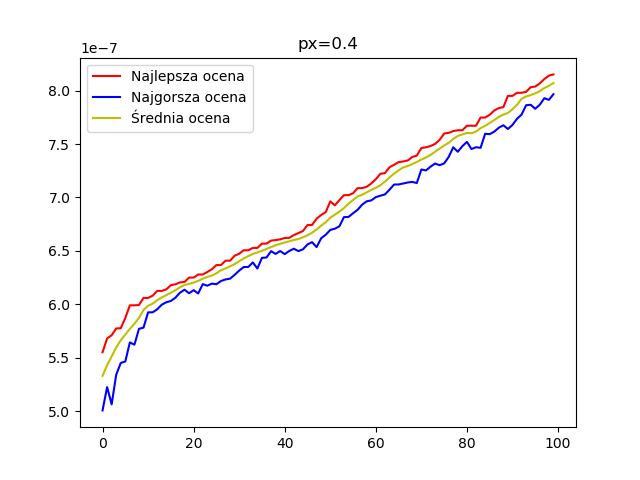 px=0.4
1e−7
Najlepsza ocena
Najgorsza ocena
Średnia ocena
8.0
7.5
7.0
6.5
6.0
5.5
5.0
0 20 40 60 80 100